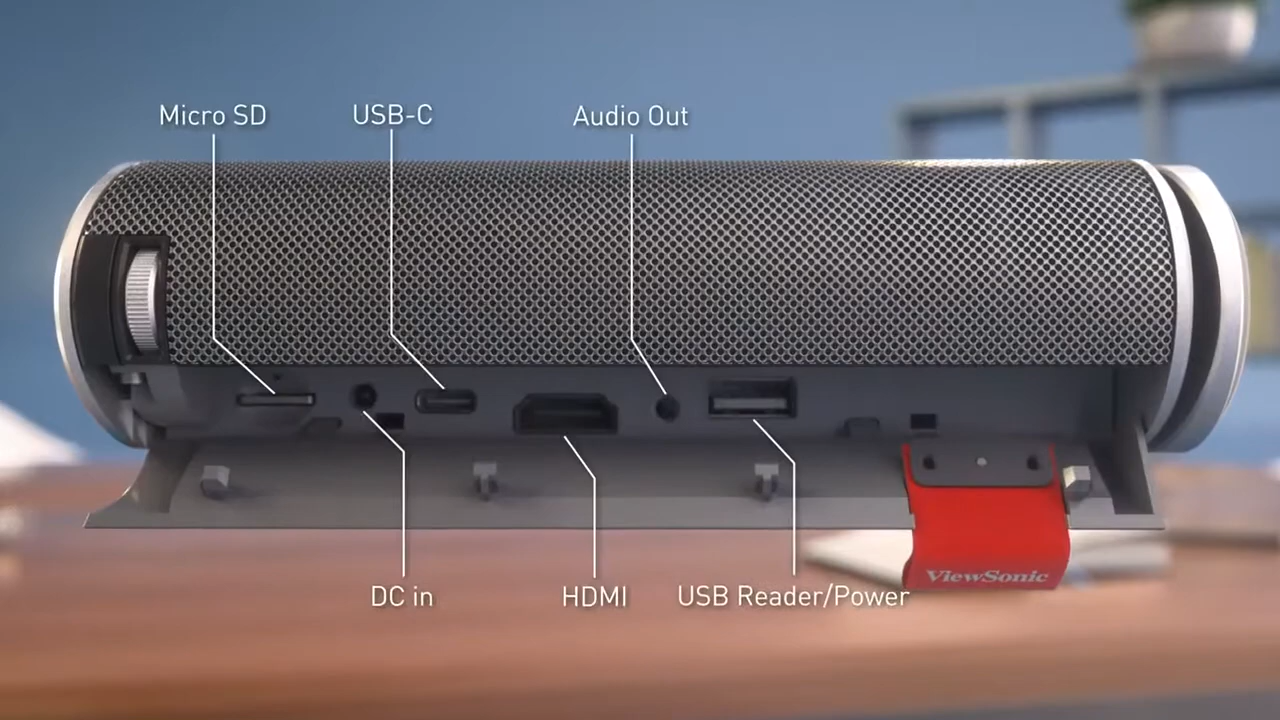 Micro SD
USB-C
Audio Out
ViewSonic
DC in
HDMI
USB Reader/Power